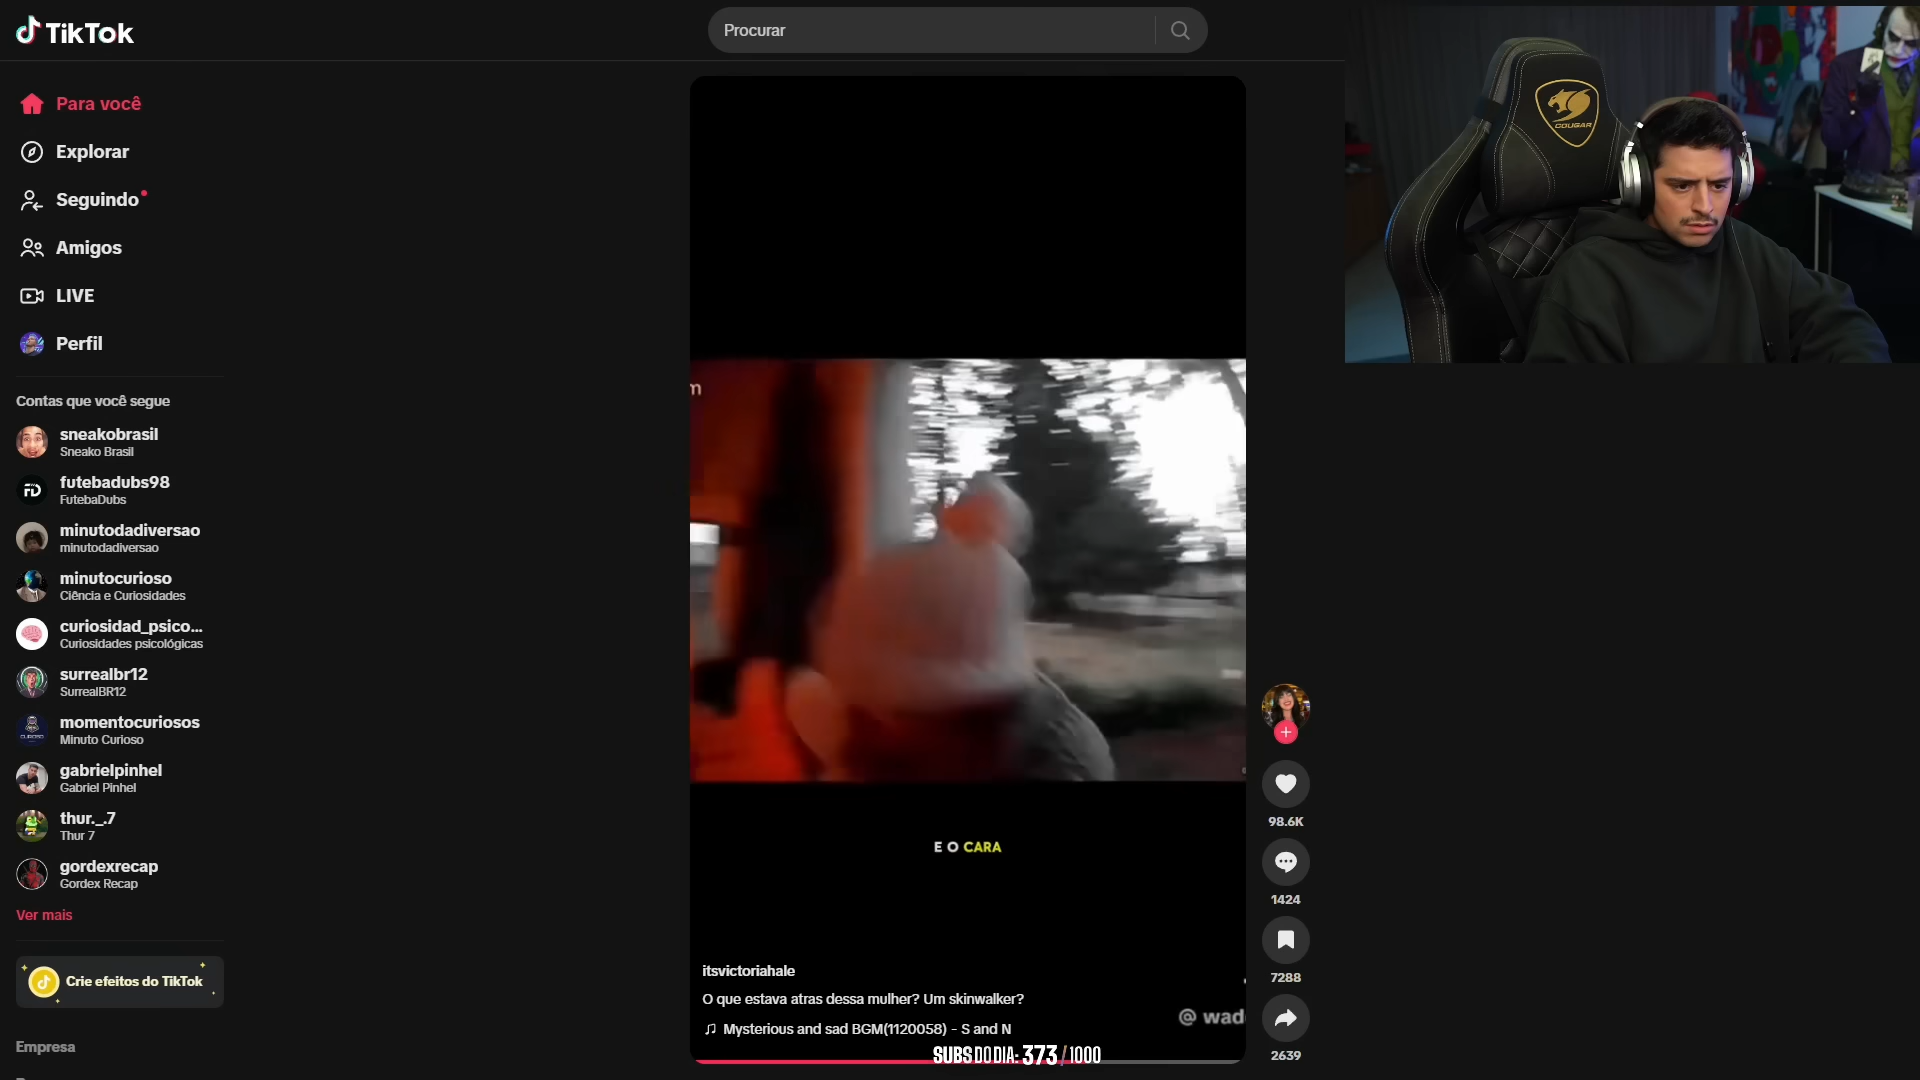 TikTok
Procurar
Para você
Explorar
Seguindo
Amigos
LIVE
Perfil
Contas que você segue
sneakobrasil
Sneako Brasil
futebadubs98
FutebaDubs
minutodadiversao
minutodadiversao
minutocurioso
Ciência e Curiosidades
curiosidad_psico...
Curiosidades psicológicas
surrealbr12
SurrealBR12
momentocuriosos
Minuto Curioso
gabrielpinhel
Gabriel Pinhel
thur._.7
Thur 7
gordexrecap
Gordex Recap
Ver mais
Crie efeitos do TikTok
Empresa
m
E O CARA
itsvictoriahale
O que estava atras dessa mulher? Um skinwalker?
Mysterious and sad BGM(1120058) - S and N
@ wad
SUBS DO DIA: 373 / 1000
98.6K
1424
7288
2639
COUGAR